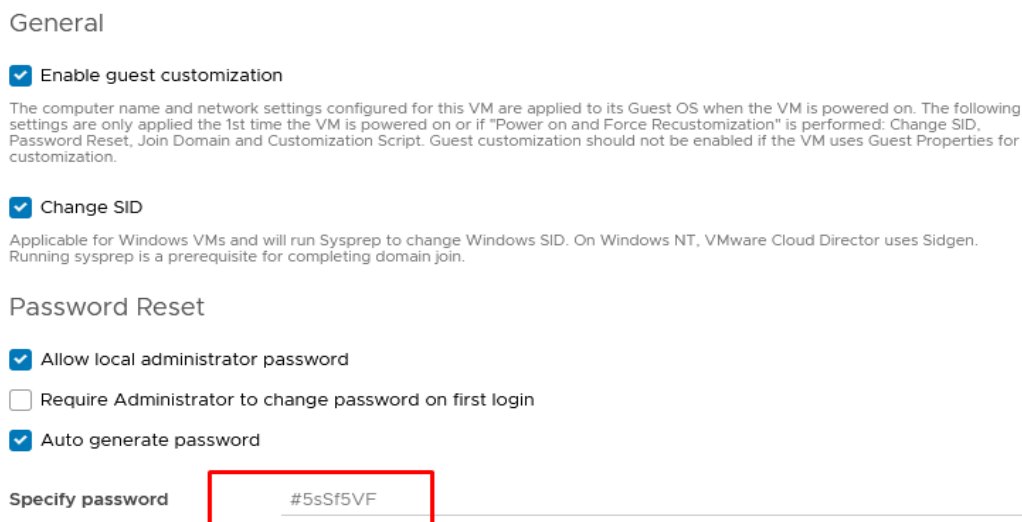 General
Enable guest customization
The computer name and network settings configured for this VM are applied to its Guest OS when the VM is powered on. The following
settings are only applied the 1st time the VM is powered on or if "Power on and Force Recustomization" is performed: Change SID,
Password Reset, Join Domain and Customization Script. Guest customization should not be enabled if the VM uses Guest Properties for
customization.
Change SID
Applicable for Windows VMs and will run Sysprep to change Windows SID. On Windows NT, VMware Cloud Director uses Sidgen.
Running sysprep is a prerequisite for completing domain join.
Password Reset
Allow local administrator password
Require Administrator to change password on first login
Auto generate password
Specify password #5sSf5VF